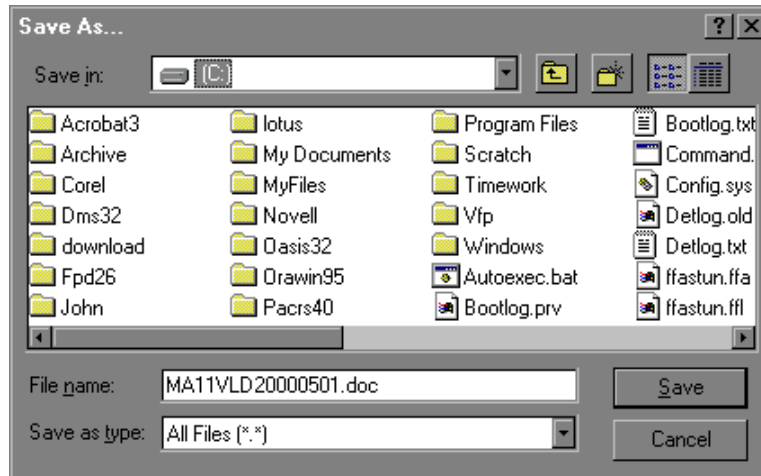 Save As...
Save in: (C:)
Acrobat3 lotus Program Files Bootlog.txt
Archive My Documents Scratch Command.
Corel MyFiles Timework Config.sys
Dms32 Novell Vfp Detlog.old
download Oasis32 Windows Detlog.txt
Fpd26 Orawin95 Autoexec.bat ffastun.ffa
John Pacrs40 Bootlog.prv ffastun.ffl
File name: MA11VLD20000501.doc Save
Save as type: All Files (*.*) Cancel